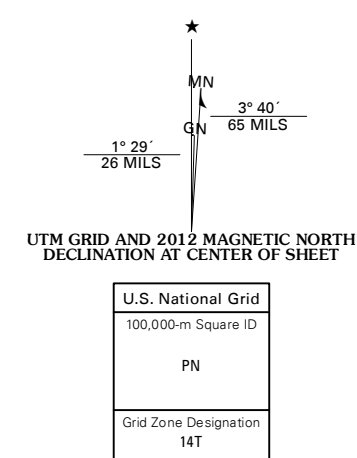 ★
MN
3° 40´
65 MILS
GN
1° 29´
26 MILS
UTM GRID AND 2012 MAGNETIC NORTH
DECLINATION AT CENTER OF SHEET
U.S. National Grid
100,000-m Square ID
PN
Grid Zone Designation
14T